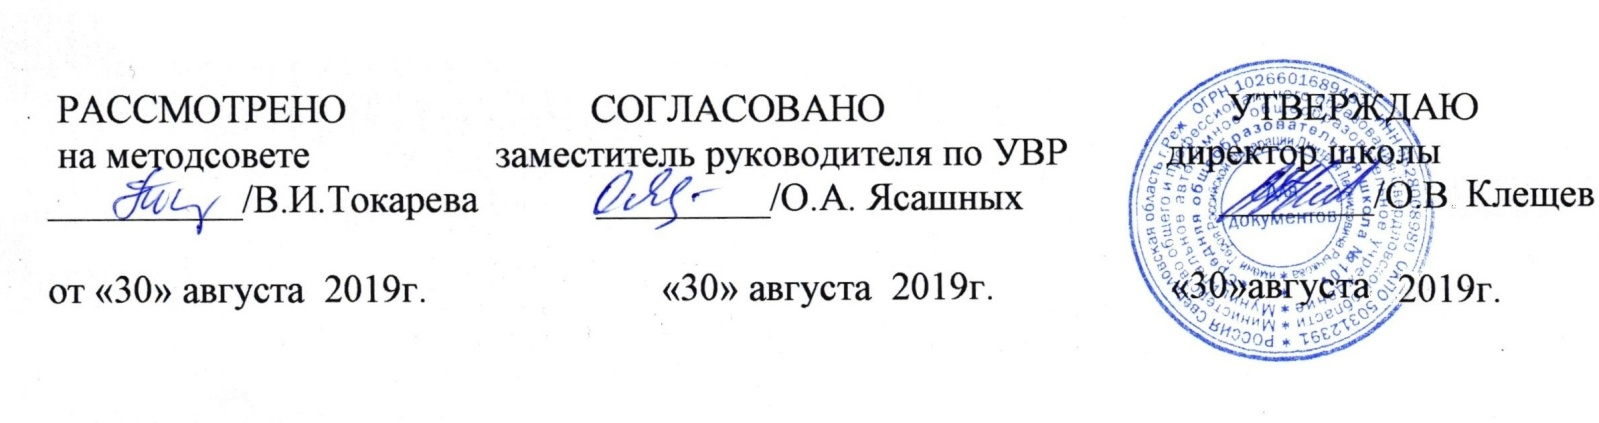 РАССМОТРЕНО
на методсовете
/В.И.Токарева
от «30» августа 2019г.
СОГЛАСОВАНО
заместитель руководителя по УВР
/О.А. Ясашных
«30» августа 2019г.
УТВЕРЖДАЮ
директор школы
/О.В. Клещев
«30»августа 2019г.
документов